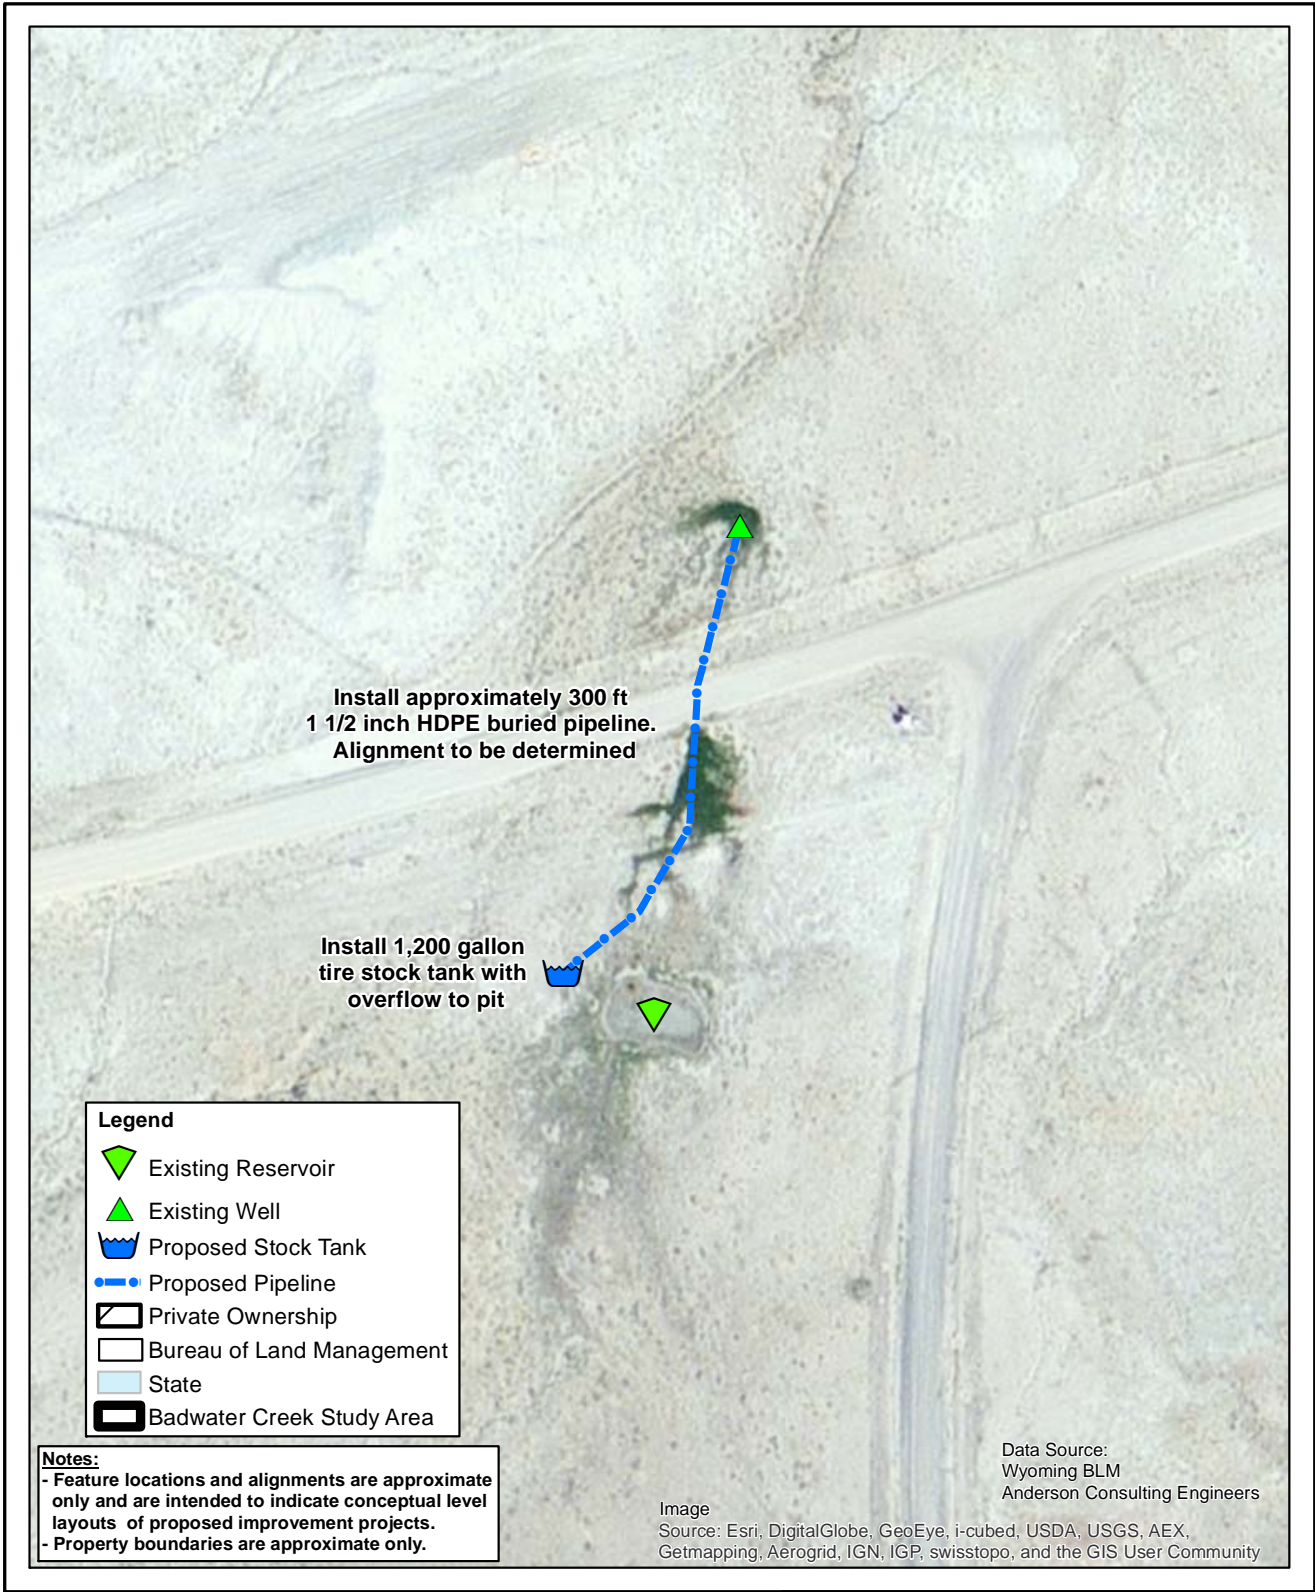 Install approximately 300 ft
1 1/2 inch HDPE buried pipeline.
Alignment to be determined
Install 1,200 gallon
tire stock tank with
overflow to pit
Legend
Existing Reservoir
Existing Well
Proposed Stock Tank
Proposed Pipeline
Private Ownership
Bureau of Land Management
State
Badwater Creek Study Area
Notes:
- Feature locations and alignments are approximate
only and are intended to indicate conceptual level
layouts of proposed improvement projects.
- Property boundaries are approximate only.
Data Source:
Wyoming BLM
Anderson Consulting Engineers
Image
Source: Esri, DigitalGlobe, GeoEye, i-cubed, USDA, USGS, AEX,
Getmapping, Aerogrid, IGN, IGP, swisstopo, and the GIS User Community